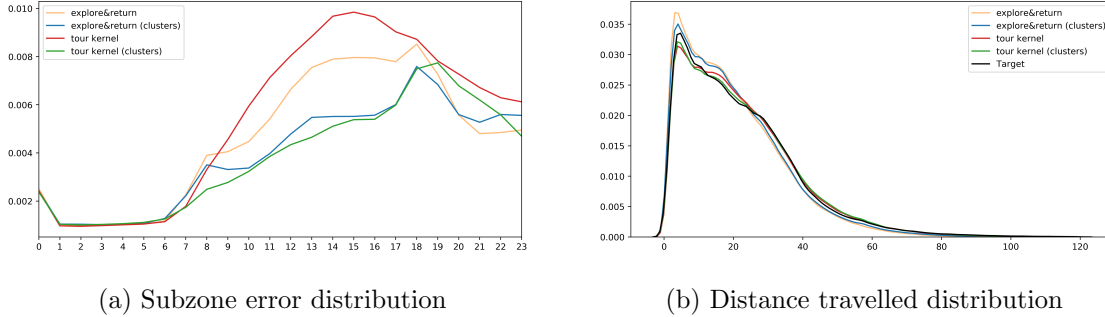 0.010
0.008
0.006
0.004
0.002
explore&return
explore&return (clusters)
tour kernel
tour kernel (clusters)
0 1 2 3 4 5 6 7 8 9 10 11 12 13 14 15 16 17 18 19 20 21 22 23
(a) Subzone error distribution
0.035
0.030
0.025
0.020
0.015
0.010
0.005
0.000
explore&return
explore&return (clusters)
tour kernel
tour kernel (clusters)
Target
0 20 40 60 80 100 120
(b) Distance travelled distribution